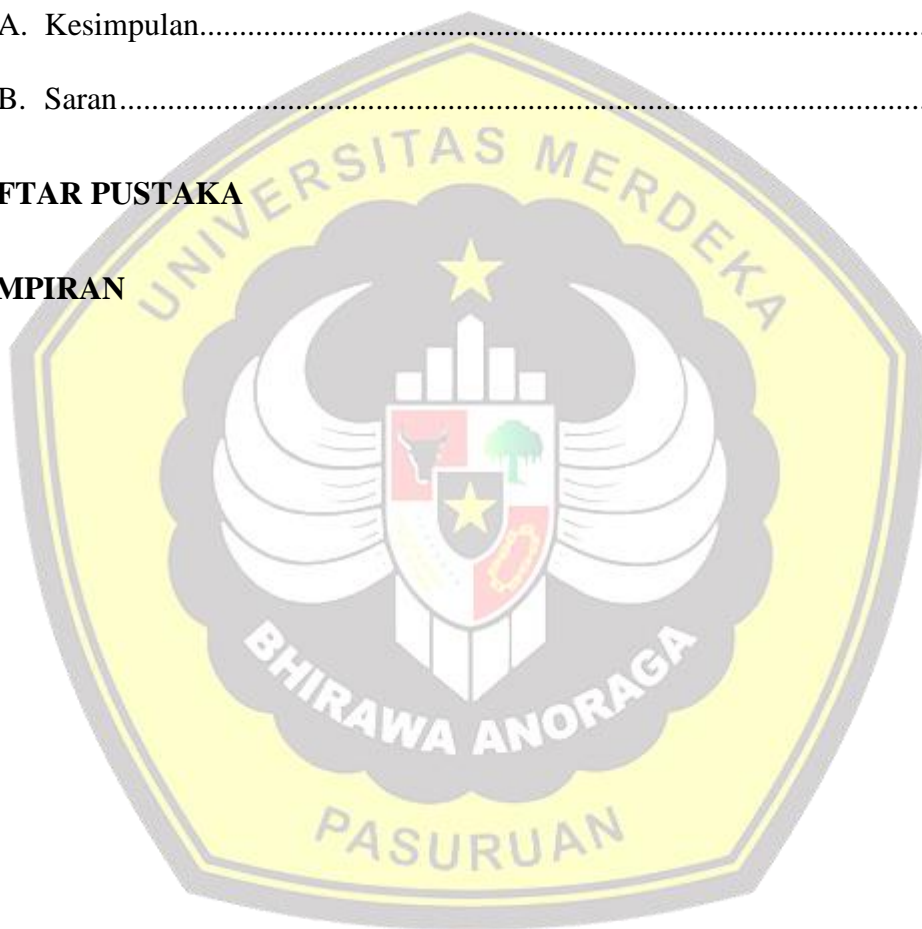 A. Kesimpulan..........................................................................................
B. Saran....................................................................................................
FTAR PUSTAKA
MPIRAN
UNIVERSITAS MERDEKA
BHIRAWA ANORAGA
PASURUAN